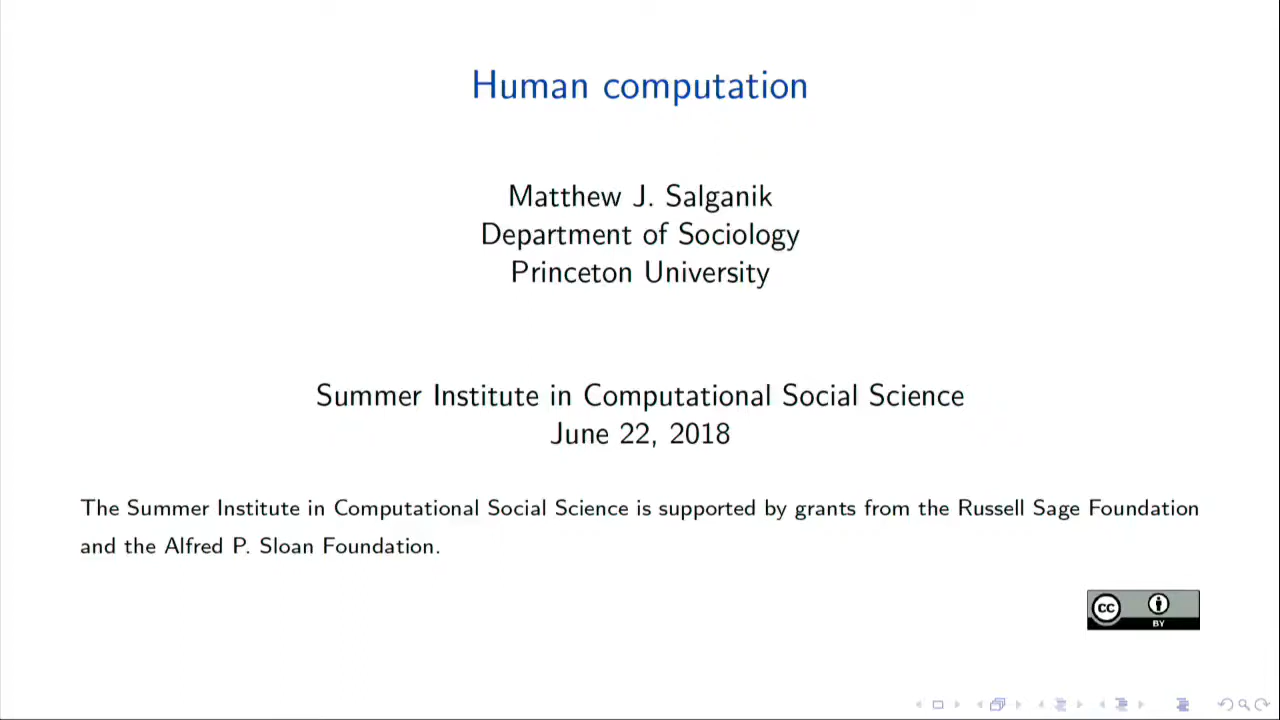 Human computation
Matthew J. Salganik
Department of Sociology
Princeton University
Summer Institute in Computational Social Science
June 22, 2018
The Summer Institute in Computational Social Science is supported by grants from the Russell Sage Foundation
and the Alfred P. Sloan Foundation.
cc
BY